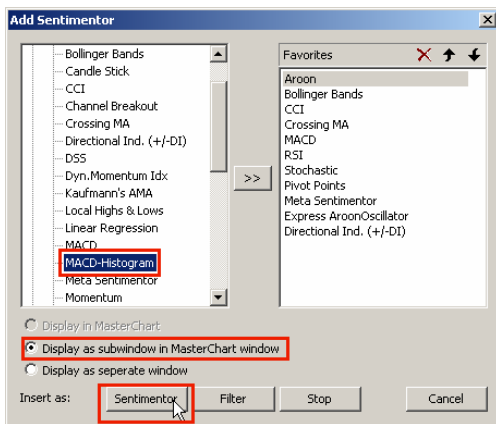 Add Sentimentor
Bollinger Bands
Candle Stick
CCI
Channel Breakout
Crossing MA
Directional Ind. (+/-DI)
DSS
Dyn.Momentum Idx
Kaufmann's AMA
Local Highs & Lows
Linear Regression
MACD
MACD-Histogram
Meta Sentimentor
Momentum
>>
Favorites
Aroon
Bollinger Bands
CCI
Crossing MA
MACD
RSI
Stochastic
Pivot Points
Meta Sentimentor
Express AroonOscillator
Directional Ind. (+/-DI)
Display in MasterChart
Display as subwindow in MasterChart window
Display as seperate window
Insert as: Sentimentor Filter Stop Cancel